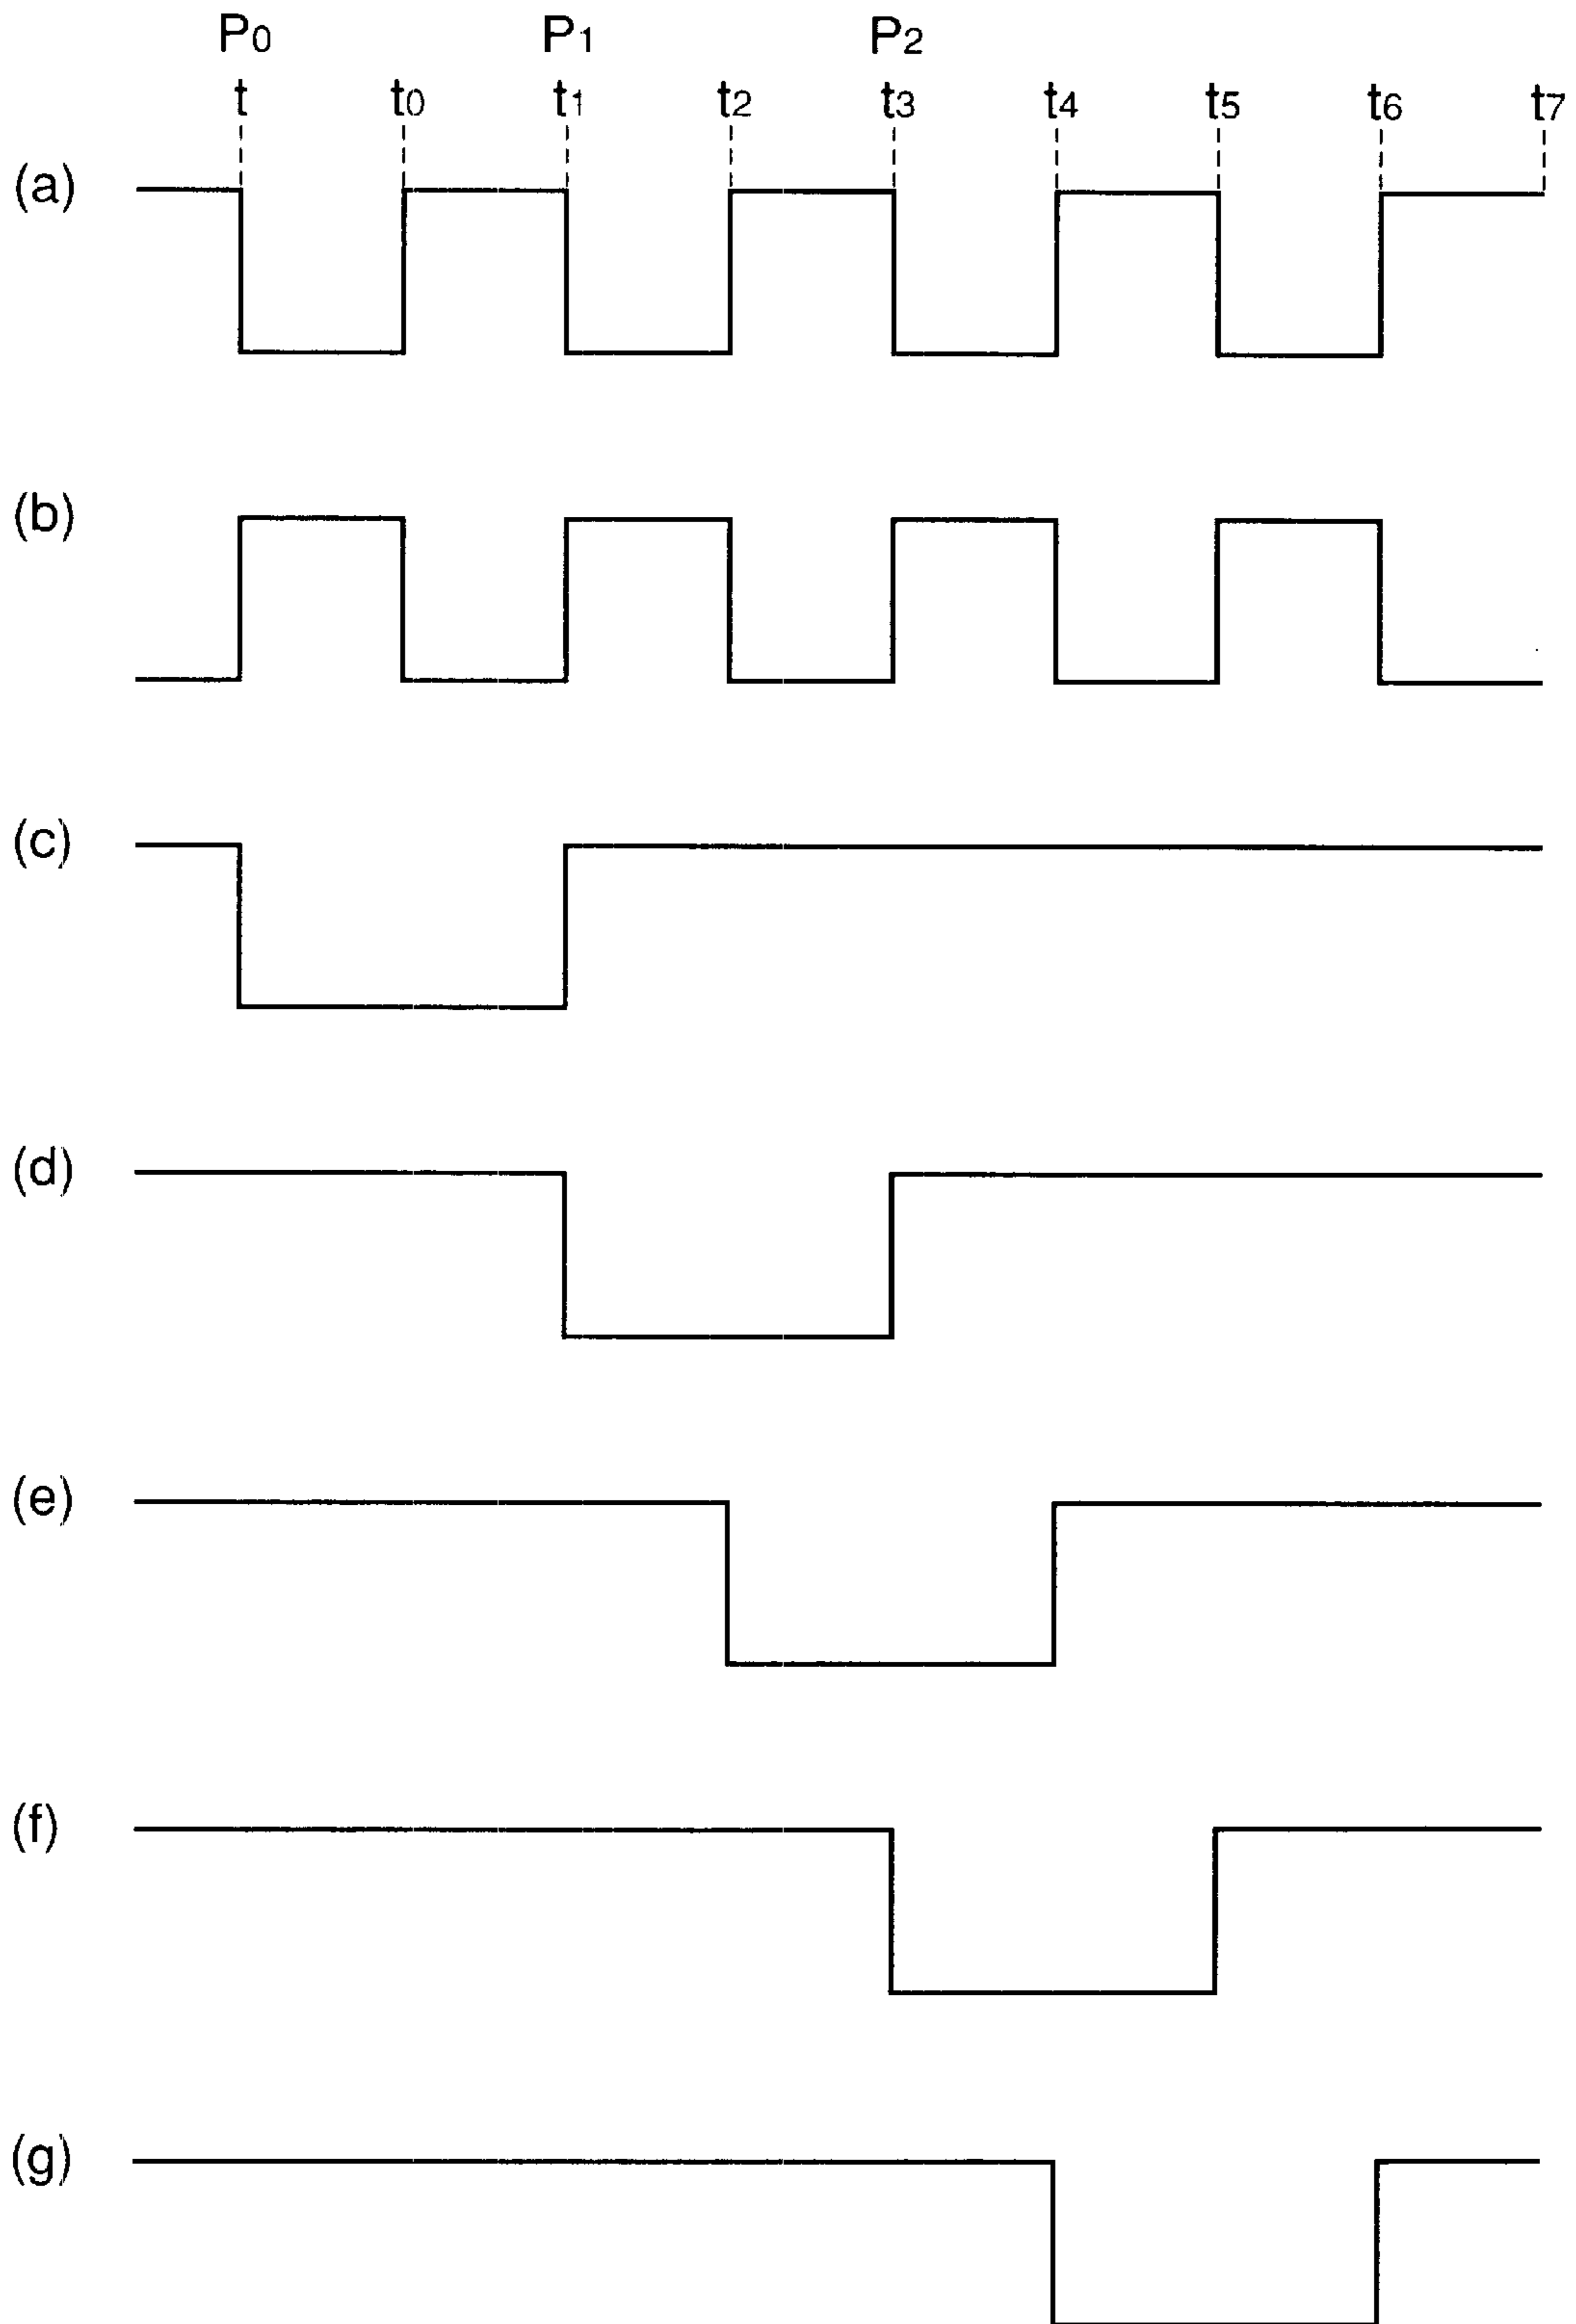 P0 P1 P2
t t0 t1 t2 t3 t4 t5 t6 t7
(a)
(b)
(c)
(d)
(e)
(f)
(g)